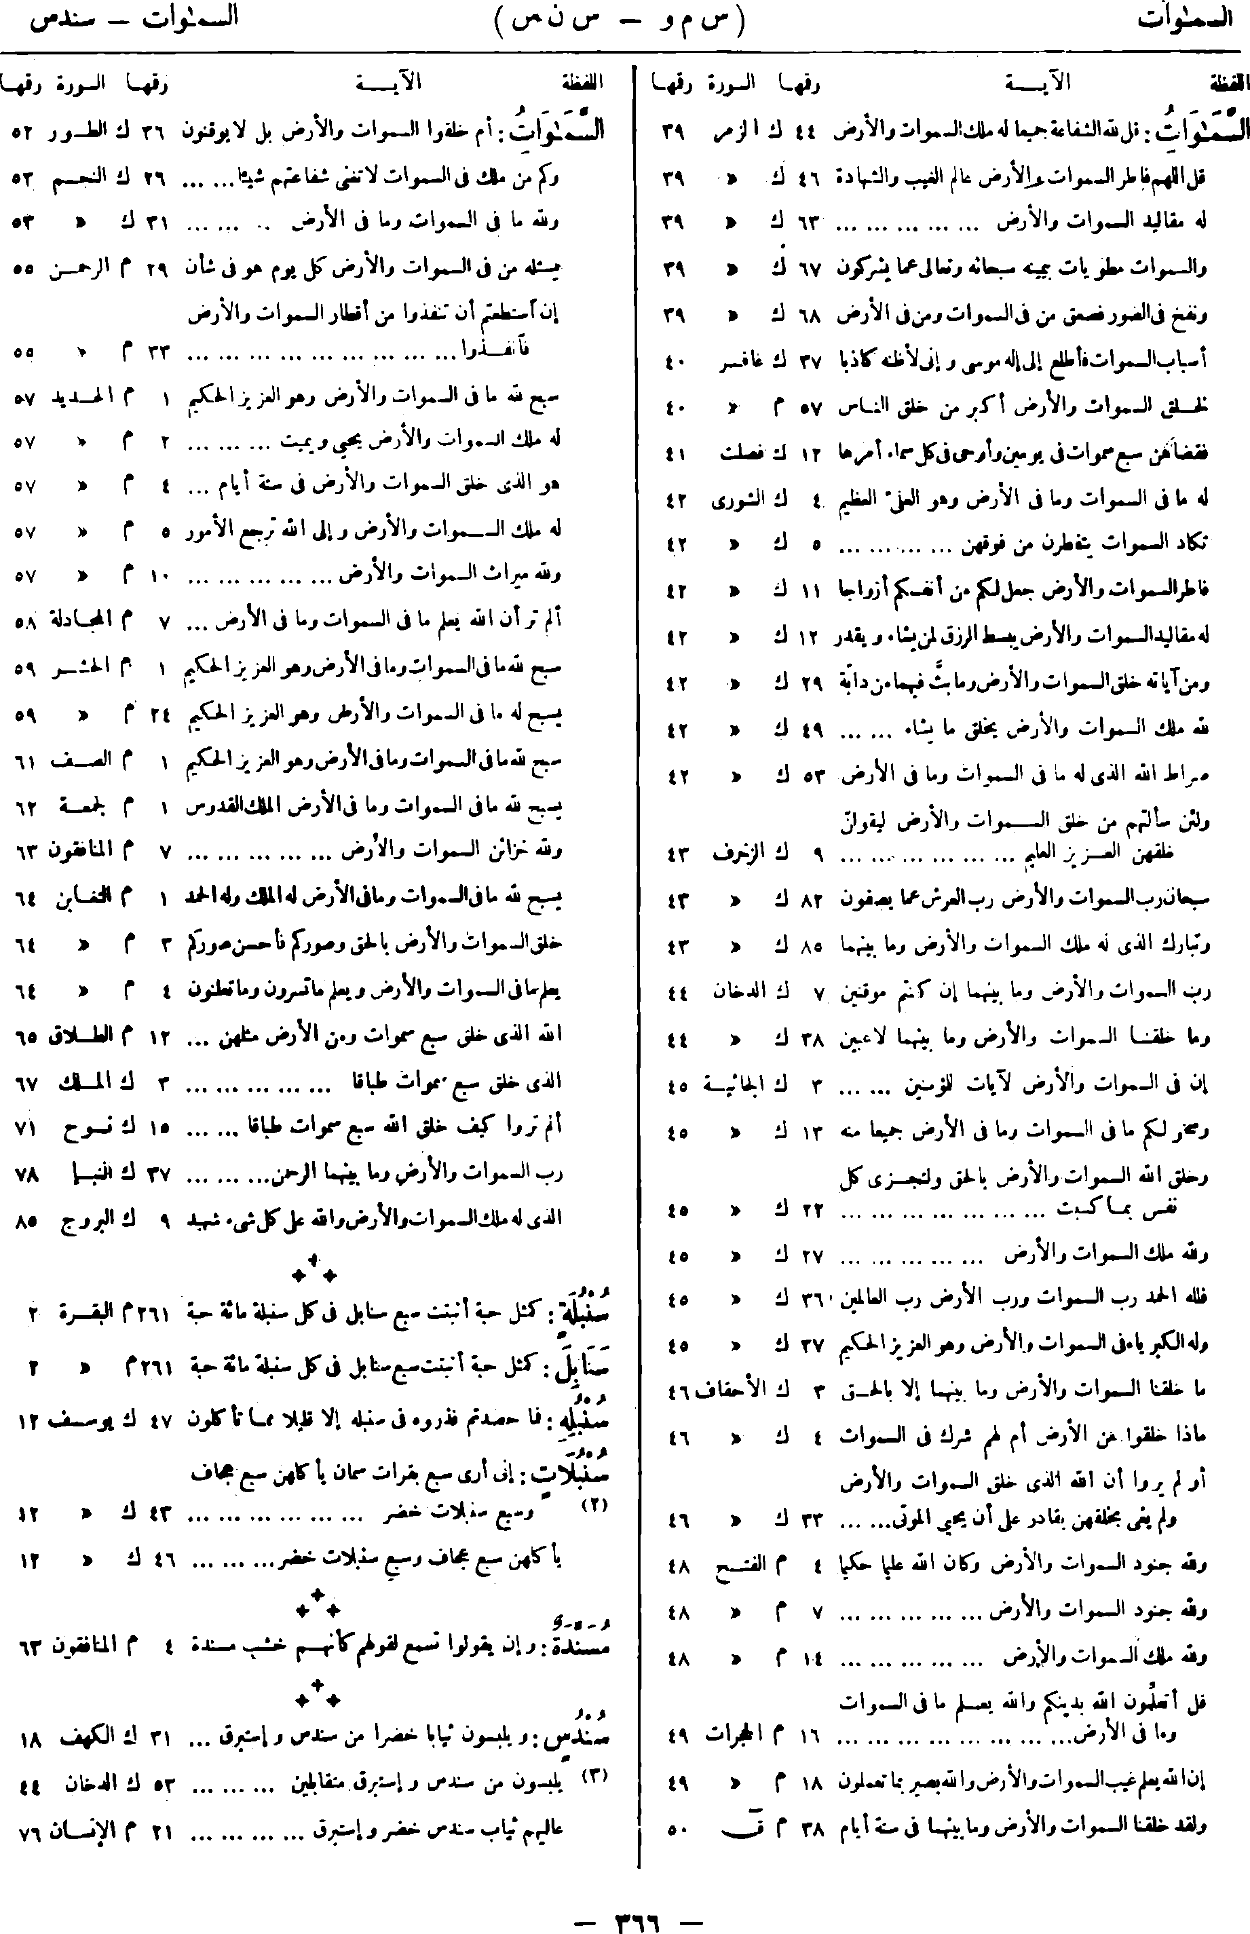 السمٰوات (س م و – س ن س) السمٰوات – سندس
اللفظة الآيــة رقمها السورة رقمها
السَّمَٰوَاتُ: قل لله الشفاعة جميعا له ملك السموات والأرض ٤٤ ك الزمر ٣٩
قل اللهم فاطر السموات والأرض عالم الغيب والشهادة ٤٦ ك « ٣٩
له مقاليد السموات والأرض ... ... ... ... ... ٦٣ ك « ٣٩
والسموات مطويات بيمينه سبحانه وتعالى عما يشركون ٦٧ ك « ٣٩
ونفخ فى الصور فصعق من فى السموات ومن فى الأرض ٦٨ ك « ٣٩
أسباب السموات فأطلع إلى إله موسى وإنى لأظنه كاذبا ٣٧ ك غافر ٤٠
لخلق السموات والأرض أكبر من خلق الناس ٥٧ م « ٤٠
فقضاهن سبع سموات فى يومين وأوحى فى كل سماء أمرها ١٢ ك فصلت ٤١
له ما فى السموات وما فى الأرض وهو العلىّ العظيم ٤ ك الشورى ٤٢
تكاد السموات يتفطرن من فوقهن ... ... ... ... ٥ ك « ٤٢
فاطر السموات والأرض جعل لكم من أنفسكم أزواجا ١١ ك « ٤٢
له مقاليد السموات والأرض يبسط الرزق لمن يشاء ويقدر ١٢ ك « ٤٢
ومن آياته خلق السموات والأرض وما بثَّ فيهما من دابّة ٢٩ ك « ٤٢
لله ملك السموات والأرض يخلق ما يشاء ... ... ٤٩ ك « ٤٢
صراط الله الذى له ما فى السموات وما فى الأرض ٥٣ ك « ٤٢
ولئن سألتهم من خلق السموات والأرض ليقولنّ
خلقهن العزيز العليم ... ... ... ... ... ... ٩ ك الزخرف ٤٣
سبحان رب السموات والأرض رب العرش عما يصفون ٨٢ ك « ٤٣
وتبارك الذى له ملك السموات والأرض وما بينهما ٨٥ ك « ٤٣
رب السموات والأرض وما بينهما إن كنتم موقنين ٧ ك الدخان ٤٤
وما خلقنا السموات والأرض وما بينهما لاعبين ٣٨ ك « ٤٤
إن فى السموات والأرض لآيات للمؤمنين ... ... ٣ ك الجاثية ٤٥
وسخر لكم ما فى السموات وما فى الأرض جميعا منه ١٣ ك « ٤٥
وخلق الله السموات والأرض بالحق ولتجزى كل
نفس بما كسبت ... ... ... ... ... ... ... ٢٢ ك « ٤٥
ولله ملك السموات والأرض ... ... ... ... ... ٢٧ ك « ٤٥
فلله الحمد رب السموات ورب الأرض رب العالمين ٣٦ ك « ٤٥
وله الكبرياء فى السموات والأرض وهو العزيز الحكيم ٣٧ ك « ٤٥
ما خلقنا السموات والأرض وما بينهما إلا بالحق ٣ ك الأحقاف ٤٦
ماذا خلقوا من الأرض أم لهم شرك فى السموات ٤ ك « ٤٦
أو لم يروا أن الله الذى خلق السموات والأرض
ولم يعى بخلقهن بقادر على أن يحيي الموتى ... ... ٣٣ ك « ٤٦
ولله جنود السموات والأرض وكان الله عليما حكيما ٤ م الفتح ٤٨
ولله جنود السموات والأرض ... ... ... ... ... ٧ م « ٤٨
ولله ملك السموات والأرض ... ... ... ... ... ١٤ م « ٤٨
قل أتعلِّمون الله بدينكم والله يعلم ما فى السموات
وما فى الأرض ... ... ... ... ... ... ... ... ١٦ م الحجرات ٤٩
إن الله يعلم غيب السموات والأرض والله بصير بما تعملون ١٨ م « ٤٩
ولقد خلقنا السموات والأرض وما بينهما فى ستة أيام ٣٨ م قٓ ٥٠
اللفظة الآيــة رقمها السورة رقمها
السَّمَٰوَاتُ: أم خلقوا السموات والأرض بل لا يوقنون ٣٦ ك الطور ٥٢
وكم من ملك فى السموات لا تغنى شفاعتهم شيئا ... ... ٢٦ ك النجم ٥٣
ولله ما فى السموات وما فى الأرض ... ... ... ٣١ ك « ٥٣
يسئله من فى السموات والأرض كل يوم هو فى شأن ٢٩ م الرحمن ٥٥
إن آستطعتم أن تنفذوا من أقطار السموات والأرض
فآنفذوا ... ... ... ... ... ... ... ... ... ٣٣ م « ٥٥
سبح لله ما فى السموات والأرض وهو العزيز الحكيم ١ م الحديد ٥٧
له ملك السموات والأرض يحيي ويميت ... ... ... ٢ م « ٥٧
هو الذى خلق السموات والأرض فى ستة أيام ... ٤ م « ٥٧
له ملك السموات والأرض وإلى الله ترجع الأمور ٥ م « ٥٧
ولله ميراث السموات والأرض ... ... ... ... ... ١٠ م « ٥٧
ألم تر أن الله يعلم ما فى السموات وما فى الأرض ... ٧ م المجادلة ٥٨
سبح لله ما فى السموات وما فى الأرض وهو العزيز الحكيم ١ م الحشر ٥٩
يسبح له ما فى السموات والأرض وهو العزيز الحكيم ٢٤ م « ٥٩
سبح لله ما فى السموات وما فى الأرض وهو العزيز الحكيم ١ م الصف ٦١
يسبح لله ما فى السموات وما فى الأرض الملك القدوس ١ م الجمعة ٦٢
ولله خزائن السموات والأرض ... ... ... ... ... ٧ م المنافقون ٦٣
يسبح لله ما فى السموات وما فى الأرض له الملك وله الحمد ١ م التغابن ٦٤
خلق السموات والأرض بالحق وصوركم فأحسن صوركم ٣ م « ٦٤
يعلم ما فى السموات والأرض ويعلم ما تسرون وما تعلنون ٤ م « ٦٤
الله الذى خلق سبع سموات ومن الأرض مثلهن ... ١٢ م الطلاق ٦٥
الذى خلق سبع سموات طباقا ... ... ... ... ... ٣ ك الملك ٦٧
ألم تروا كيف خلق الله سبع سموات طباقا ... ... ١٥ ك نوح ٧١
رب السموات والأرض وما بينهما الرحمن ... ... ... ٣٧ ك النبإ ٧٨
الذى له ملك السموات والأرض والله على كل شىء شهيد ٩ ك البروج ٨٥
سُنْبُلَةٍ: كمثل حبة أنبتت سبع سنابل فى كل سنبلة مائة حبة ٢٦١ م البقرة ٢
سَنَابِلَ: كمثل حبة أنبتت سبع سنابل فى كل سنبلة مائة حبة ٢٦١ م « ٢
سُنْبُلِهِ: فما حصدتم فذروه فى سنبله إلا قليلا مما تأكلون ٤٧ ك يوسف ١٢
سُنْبُلَاتٍ: إنى أرى سبع بقرات سمان يأكلهن سبع عجاف
(٢) وسبع سنبلات خضر ... ... ... ... ... ... ٤٣ ك « ١٢
يأكلهن سبع عجاف وسبع سنبلات خضر ... ... ... ٤٦ ك « ١٢
مُسَنَّدَةٌ: وإن يقولوا تسمع لقولهم كأنهم خشب مسندة ٤ م المنافقون ٦٣
سُنْدُسٍ: ويلبسون ثيابا خضرا من سندس وإستبرق ... ٣١ ك الكهف ١٨
(٣) يلبسون من سندس وإستبرق متقابلين ... ... ... ٥٣ ك الدخان ٤٤
عاليهم ثياب سندس خضر وإستبرق ... ... ... ... ٢١ م الإنسان ٧٦
— ٣٦٦ —